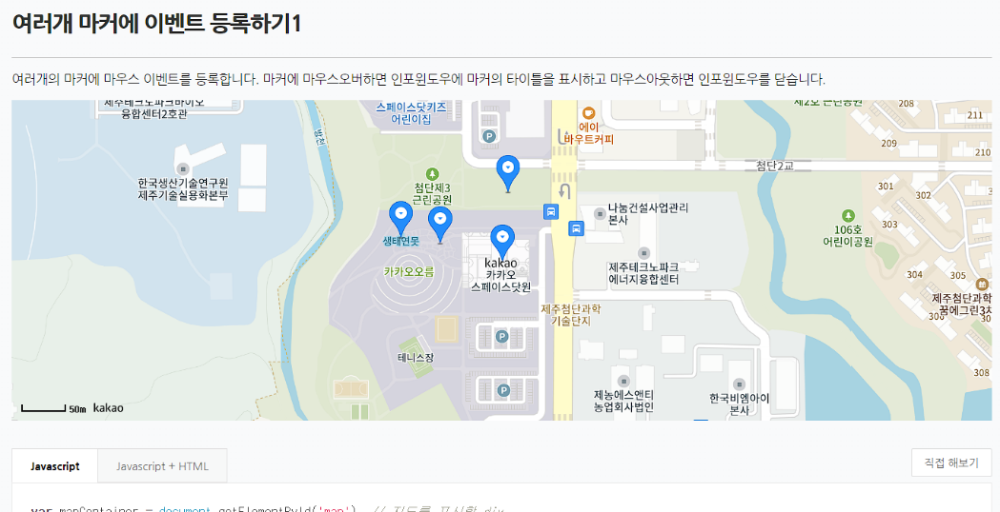 여러개 마커에 이벤트 등록하기1
여러개의 마커에 마우스 이벤트를 등록합니다. 마커에 마우스오버하면 인포윈도우에 마커의 타이틀을 표시하고 마우스아웃하면 인포윈도우를 닫습니다.
제주테크노파크바이오
융합센터2호관
스페이스닷키즈
어린이집
에이
바우트커피
제2호 근린공원
208
211
209
210
방천
P
첨단2교
한국생산기술연구원
제주기술실용화본부
첨단제3
근린공원
301
302
303
나눔건설사업관리
본사
106호
어린이공원
생태연못
카카오오름
kakao
카카오
스페이스닷원
제주테크노파크
에너지융합센터
304
305
제주첨단과학
꿈에그린3차
306
제주첨단과학
기술단지
P
테니스장
308
P
제농에스앤티
농업회사법인
한국비엠아이
본사
50m kakao
Javascript
Javascript + HTML
직접 해보기
var mapContainer = document.getElementById('map'), // 지도를 표시할 div